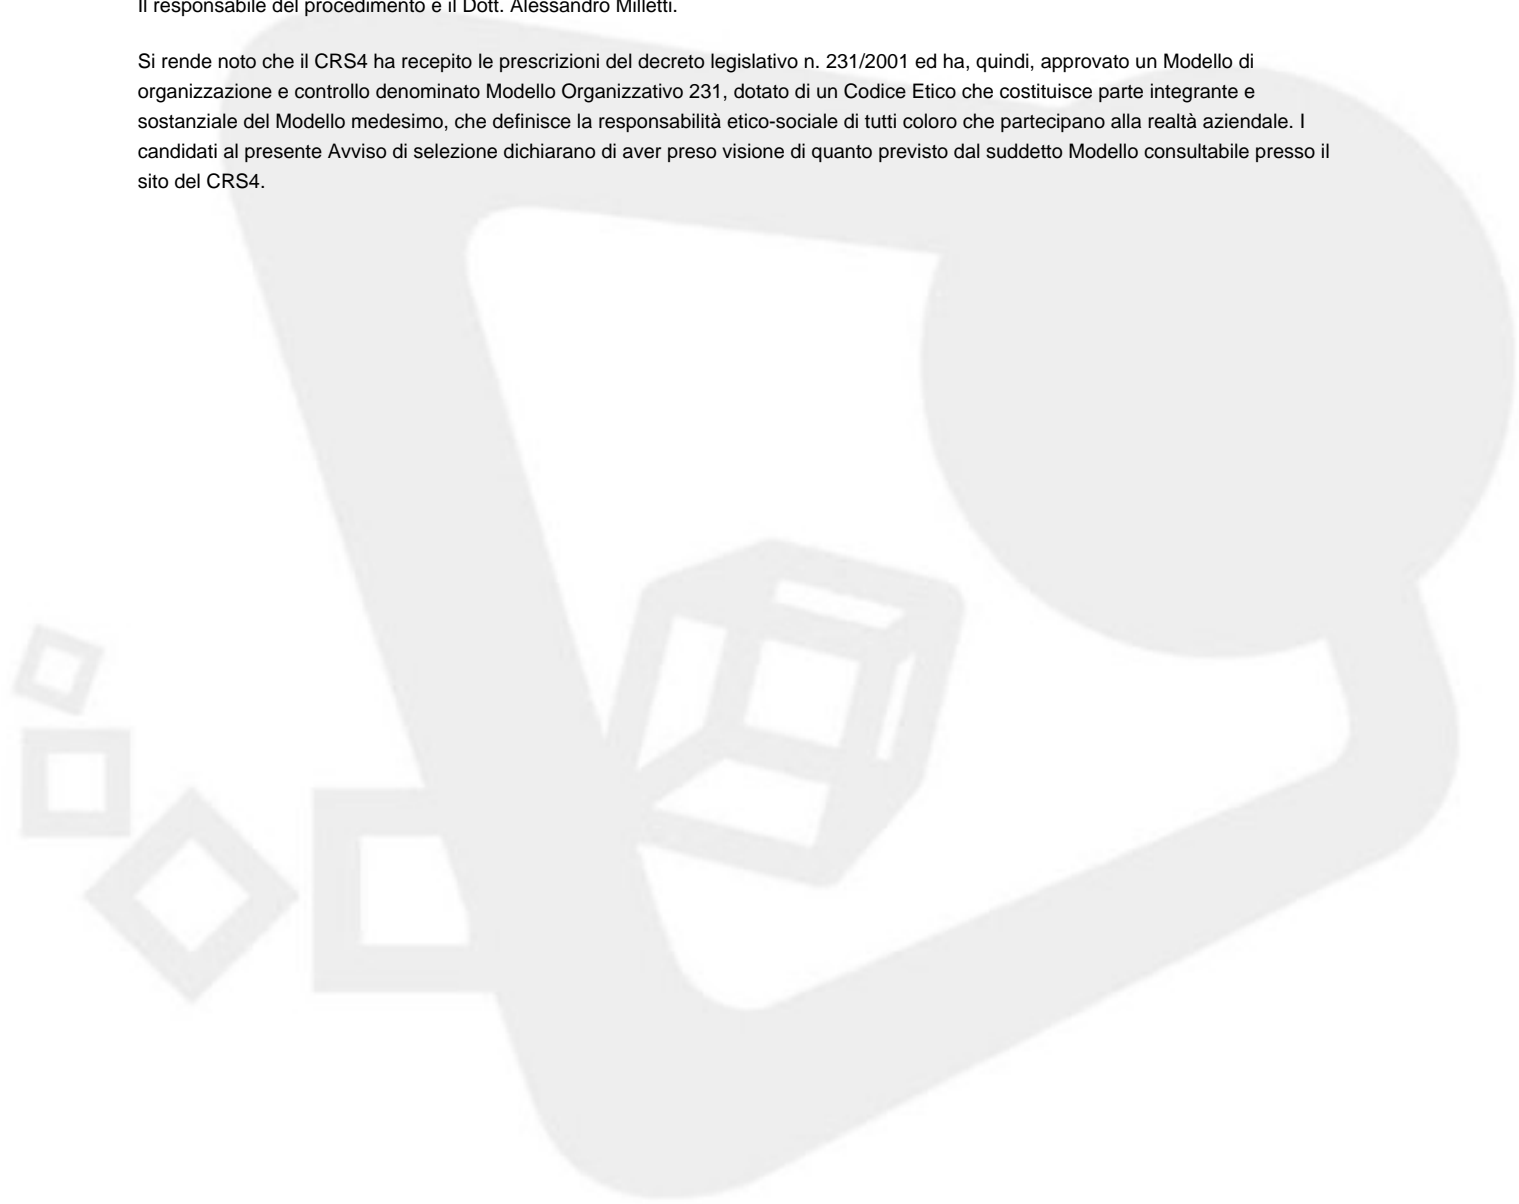 Il responsabile del procedimento è il Dott. Alessandro Milletti.
Si rende noto che il CRS4 ha recepito le prescrizioni del decreto legislativo n. 231/2001 ed ha, quindi, approvato un Modello di
organizzazione e controllo denominato Modello Organizzativo 231, dotato di un Codice Etico che costituisce parte integrante e
sostanziale del Modello medesimo, che definisce la responsabilità etico-sociale di tutti coloro che partecipano alla realtà aziendale. I
candidati al presente Avviso di selezione dichiarano di aver preso visione di quanto previsto dal suddetto Modello consultabile presso il
sito del CRS4.